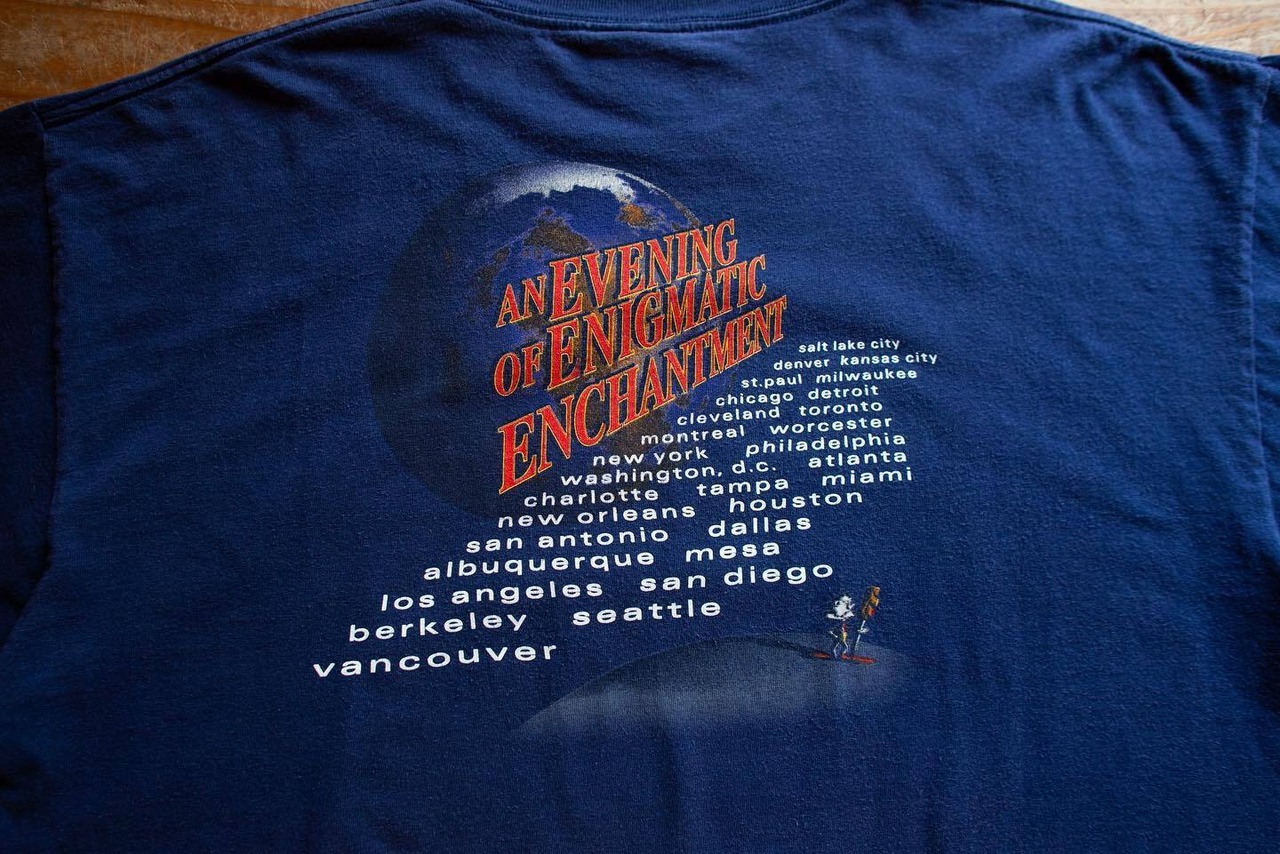 AN EVENING
OF ENIGMATIC
ENCHANTMENT
salt lake city
denver kansas city
st.paul milwaukee
chicago detroit
cleveland toronto
montreal worcester
new york philadelphia
washington, d.c. atlanta
charlotte tampa miami
new orleans houston
san antonio dallas
albuquerque mesa
los angeles san diego
berkeley seattle
vancouver